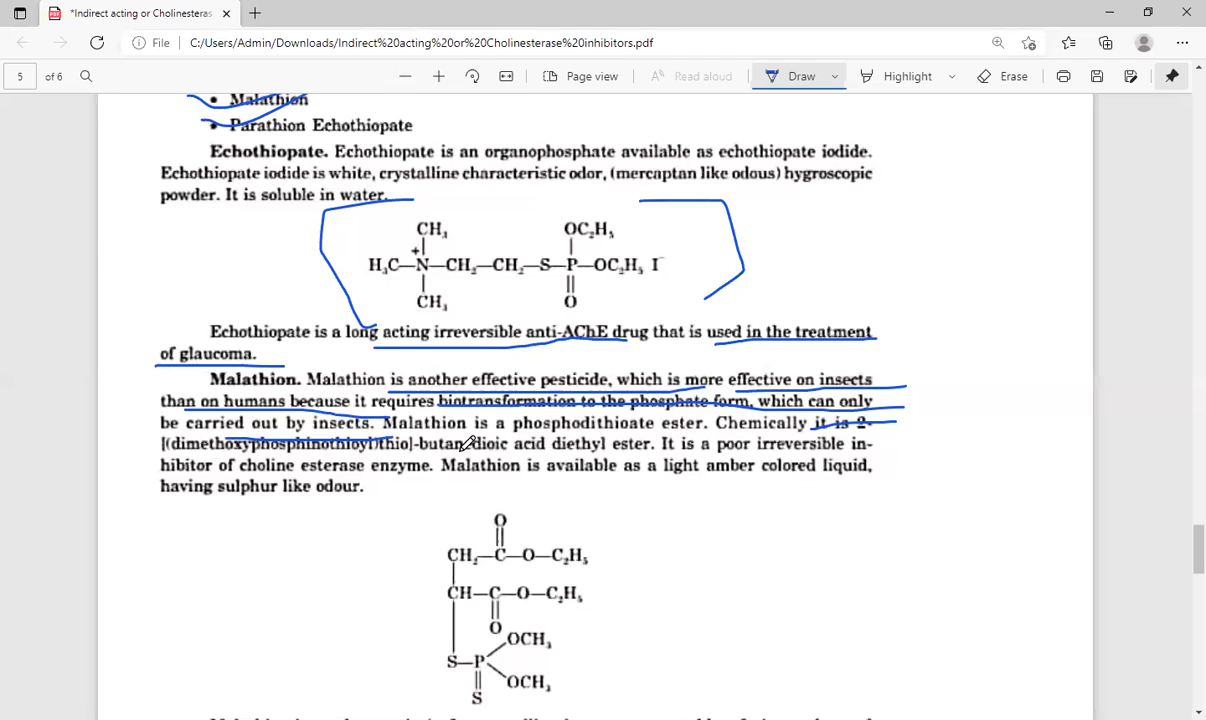 *Indirect acting or Cholinesteras
File C:/Users/Admin/Downloads/Indirect%20acting%20or%20Cholinesterase%20inhibitors.pdf
5 of 6 Page view Read aloud Draw Highlight Erase
• Malathion
• Parathion Echothiopate
Echothiopate. Echothiopate is an organophosphate available as echothiopate iodide.
Echothiopate iodide is white, crystalline characteristic odor, (mercaptan like odous) hygroscopic
powder. It is soluble in water.
CH₃ OC₂H₅
+
H₃C—N—CH₂—CH₂—S—P—OC₂H₅ I⁻
CH₃ O
Echothiopate is a long acting irreversible anti-AChE drug that is used in the treatment
of glaucoma.
Malathion. Malathion is another effective pesticide, which is more effective on insects
than on humans because it requires biotransformation to the phosphate form, which can only
be carried out by insects. Malathion is a phosphodithioate ester. Chemically it is 2-
[(dimethoxyphosphinothioyl)thio]-butan dioic acid diethyl ester. It is a poor irreversible in-
hibitor of choline esterase enzyme. Malathion is available as a light amber colored liquid,
having sulphur like odour.
O
CH₂—C—O—C₂H₅
CH—C—O—C₂H₅
O
OCH₃
S—P
OCH₃
S